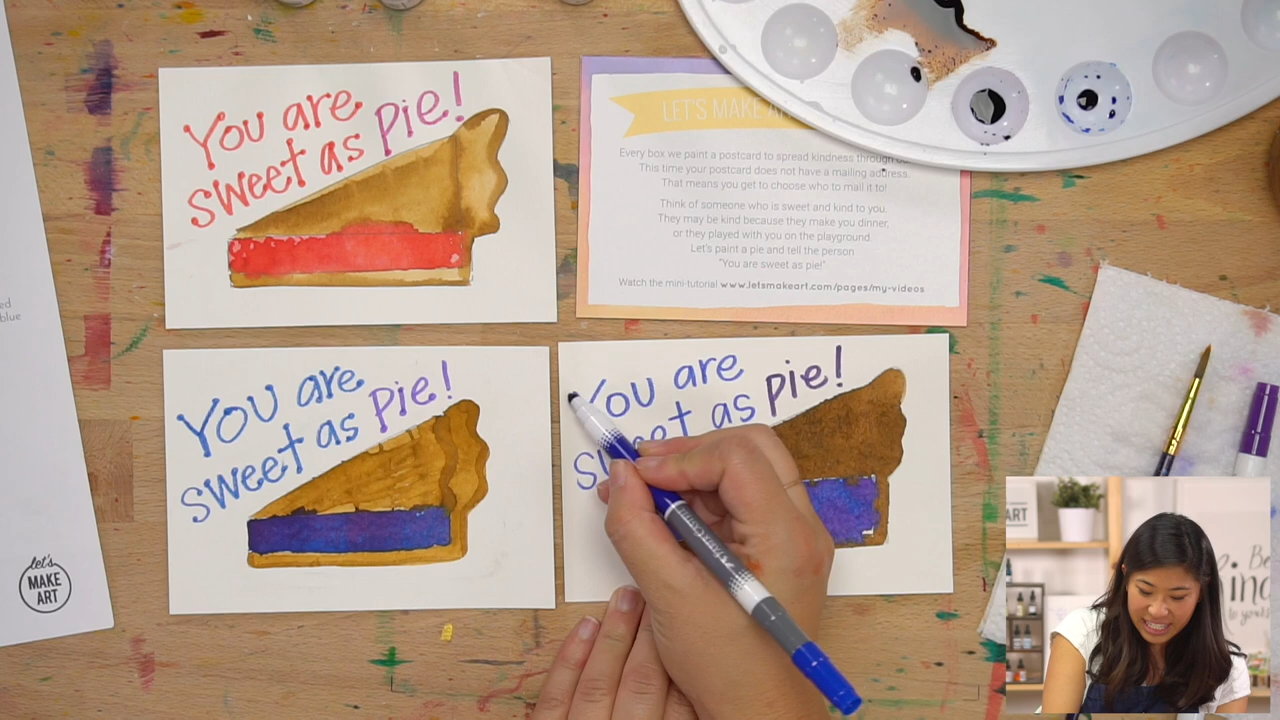 You are
sweet as pie!
LET'S MAKE
Every box we paint a postcard to spread kindness through
This time your postcard does not have a mailing address.
That means you get to choose who to mail it to!
Think of someone who is sweet and kind to you.
They may be kind because they make you dinner,
or they played with you on the playground.
Let's paint a pie and tell the person
"You are sweet as pie!"
Watch the mini-tutorial www.letsmakeart.com/pages/my-videos
You are
sweet as pie!
You are
as pie!
blue
let's
MAKE
ART
ART
Be
to